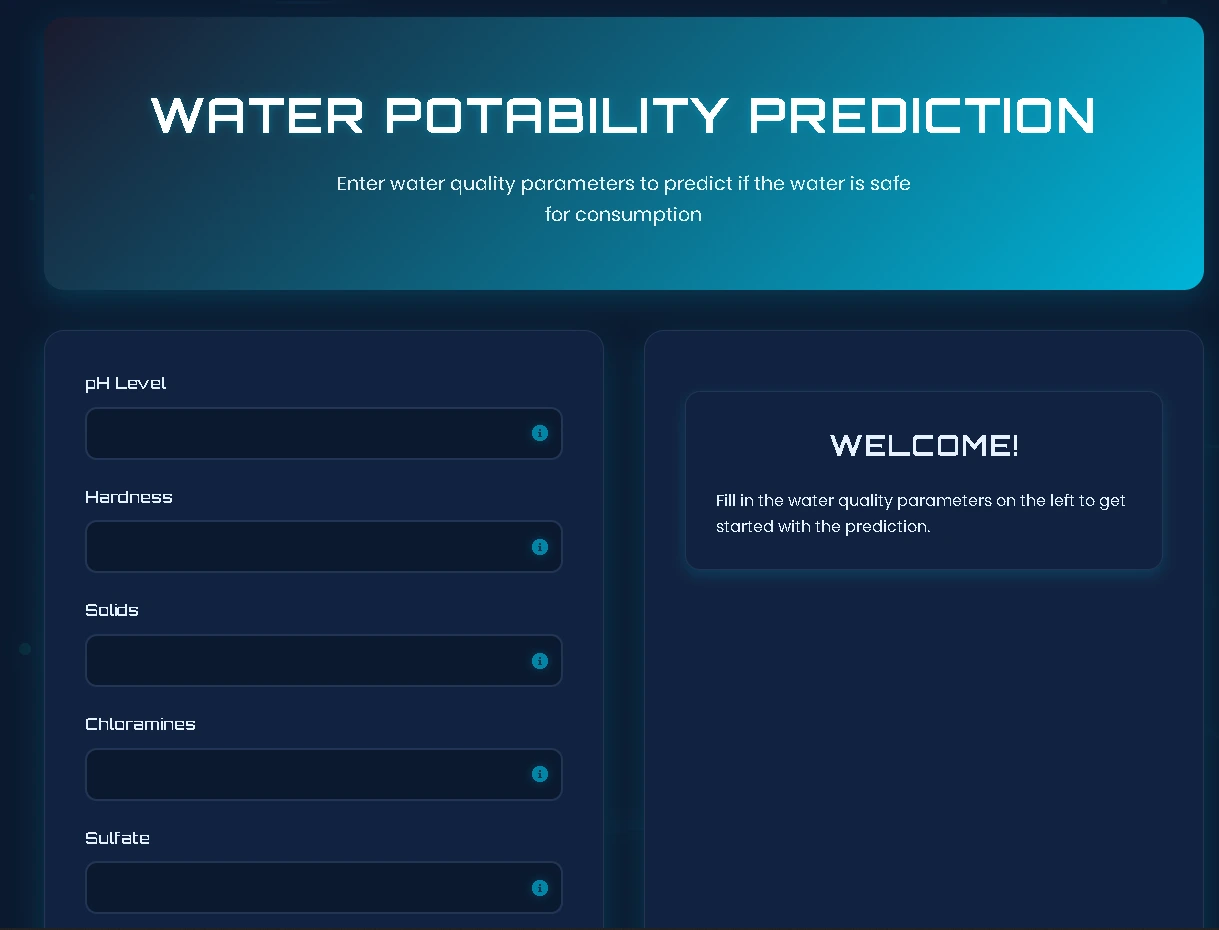 WATER POTABILITY PREDICTION
Enter water quality parameters to predict if the water is safe
for consumption
pH Level
Hardness
Solids
Chloramines
Sulfate
WELCOME!
Fill in the water quality parameters on the left to get
started with the prediction.